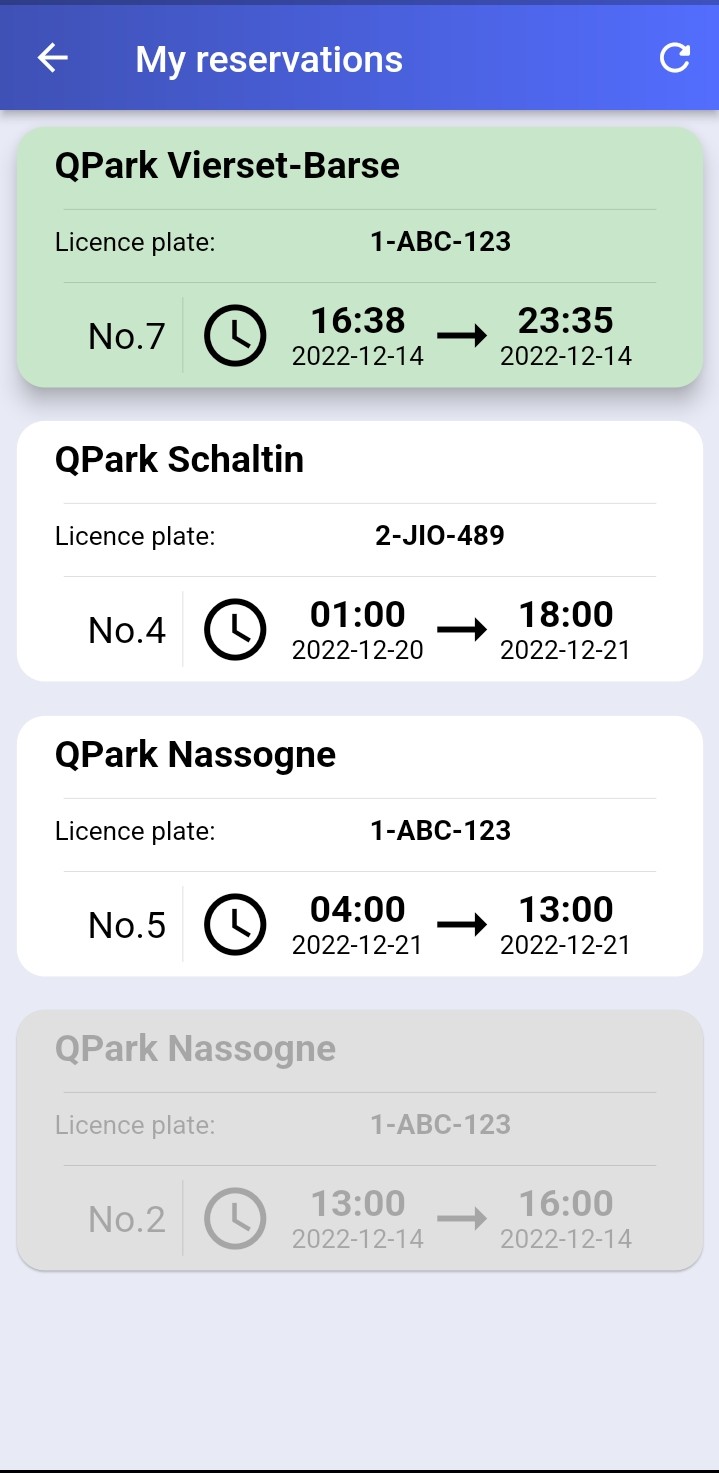 My reservations
QPark Vierset-Barse
Licence plate: 1-ABC-123
No.7 16:38 23:35
2022-12-14 2022-12-14
QPark Schaltin
Licence plate: 2-JIO-489
No.4 01:00 18:00
2022-12-20 2022-12-21
QPark Nassogne
Licence plate: 1-ABC-123
No.5 04:00 13:00
2022-12-21 2022-12-21
QPark Nassogne
Licence plate: 1-ABC-123
No.2 13:00 16:00
2022-12-14 2022-12-14